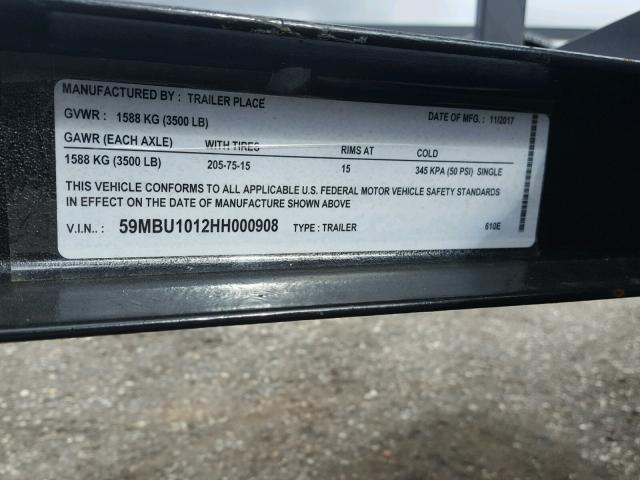 MANUFACTURED BY : TRAILER PLACE
GVWR : 1588 KG (3500 LB) DATE OF MFG. : 11/2017
GAWR (EACH AXLE) WITH TIRES RIMS AT COLD
1588 KG (3500 LB) 205-75-15 15 345 KPA (50 PSI) SINGLE
THIS VEHICLE CONFORMS TO ALL APPLICABLE U.S. FEDERAL MOTOR VEHICLE SAFETY STANDARDS
IN EFFECT ON THE DATE OF MANUFACTURE SHOWN ABOVE
V.I.N.. : 59MBU1012HH000908 TYPE : TRAILER 610E